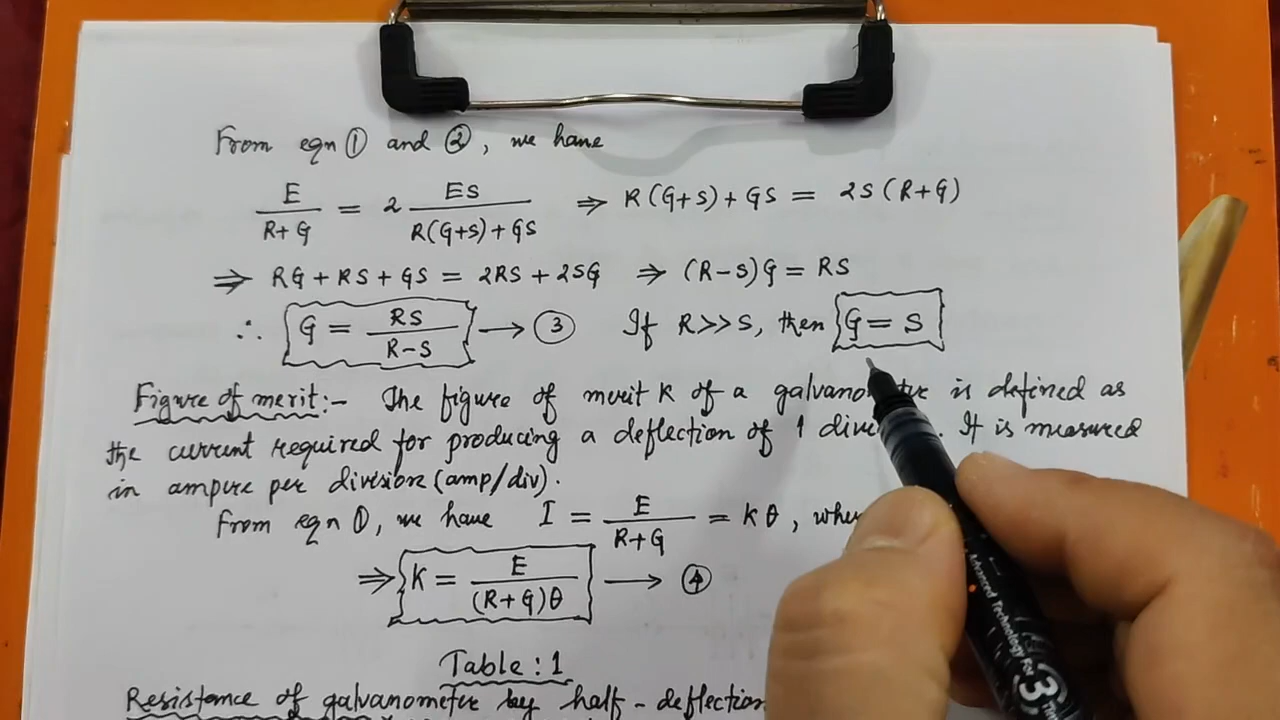 From eqn ① and ②, we have
E/(R+G) = 2 ES/(R(G+S)+GS) ⇒ R(G+S)+GS = 2S(R+G)
⇒ RG+RS+GS = 2RS+2SG ⇒ (R-S)G = RS
∴ G = RS/(R-S) → ③ If R>>S, then G = S
Figure of merit:- The figure of merit K of a is defined as
the current required for producing a deflection of 1 . It is measured
in ampere per division (amp/div).
From eqn ①, we have I = E/(R+G) = Kθ,
⇒ K = E/((R+G)θ) → ④
Table : 1
Resistance of galvanometer by half-deflection
Advanced Technology
3